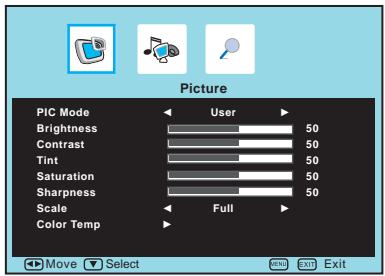 Picture
PIC Mode User
Brightness 50
Contrast 50
Tint 50
Saturation 50
Sharpness 50
Scale Full
Color Temp
Move Select MENU EXIT Exit